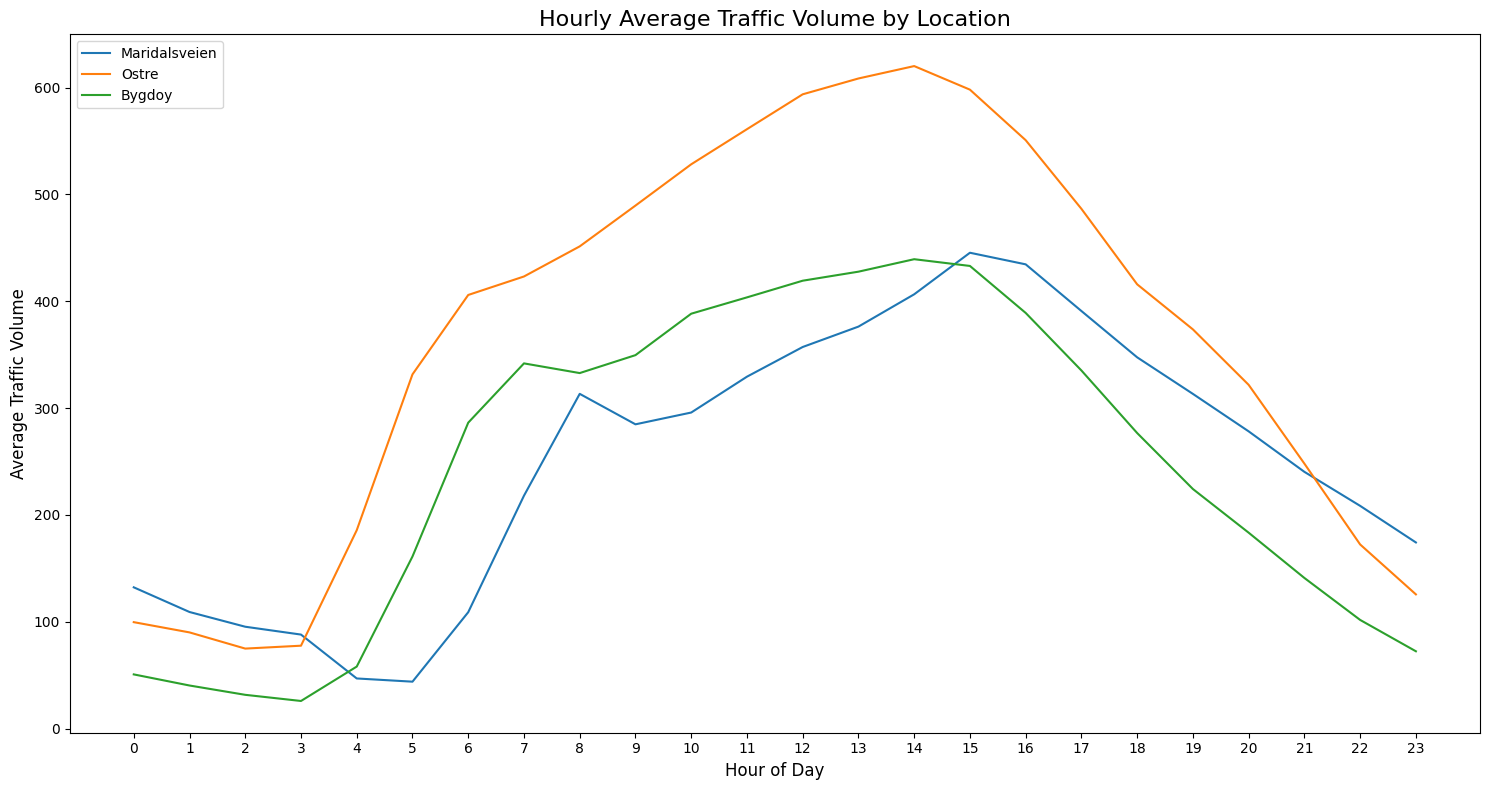 Hourly Average Traffic Volume by Location
Maridalsveien
Ostre
Bygdoy
Average Traffic Volume
600
500
400
300
200
100
0
0 1 2 3 4 5 6 7 8 9 10 11 12 13 14 15 16 17 18 19 20 21 22 23
Hour of Day